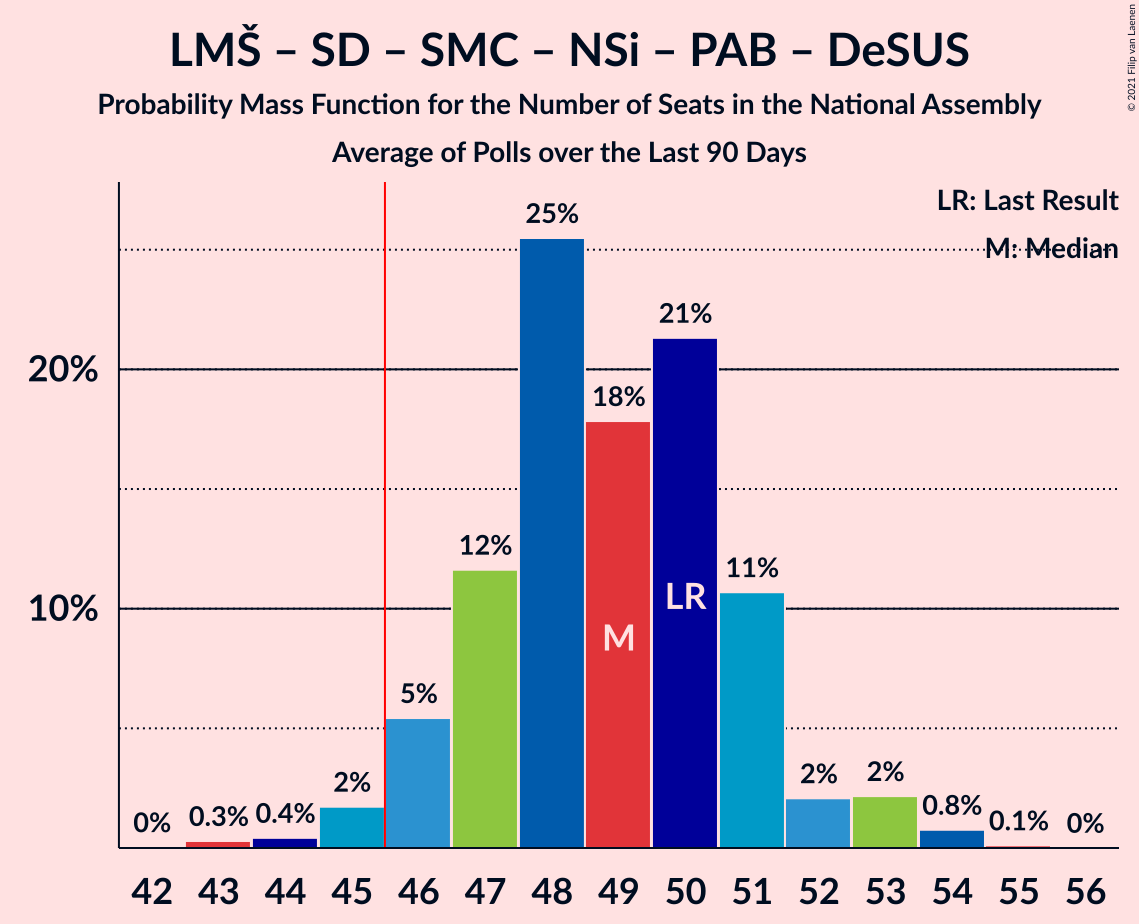 LMŠ – SD – SMC – NSi – PAB – DeSUS
Probability Mass Function for the Number of Seats in the National Assembly
Average of Polls over the Last 90 Days
© 2021 Filip van Laenen
LR: Last Result
M: Median
20%
10%
0%
0.3%
0.4%
2%
5%
12%
25%
18%
21%
11%
2%
2%
0.8%
0.1%
0%
M
LR
42 43 44 45 46 47 48 49 50 51 52 53 54 55 56